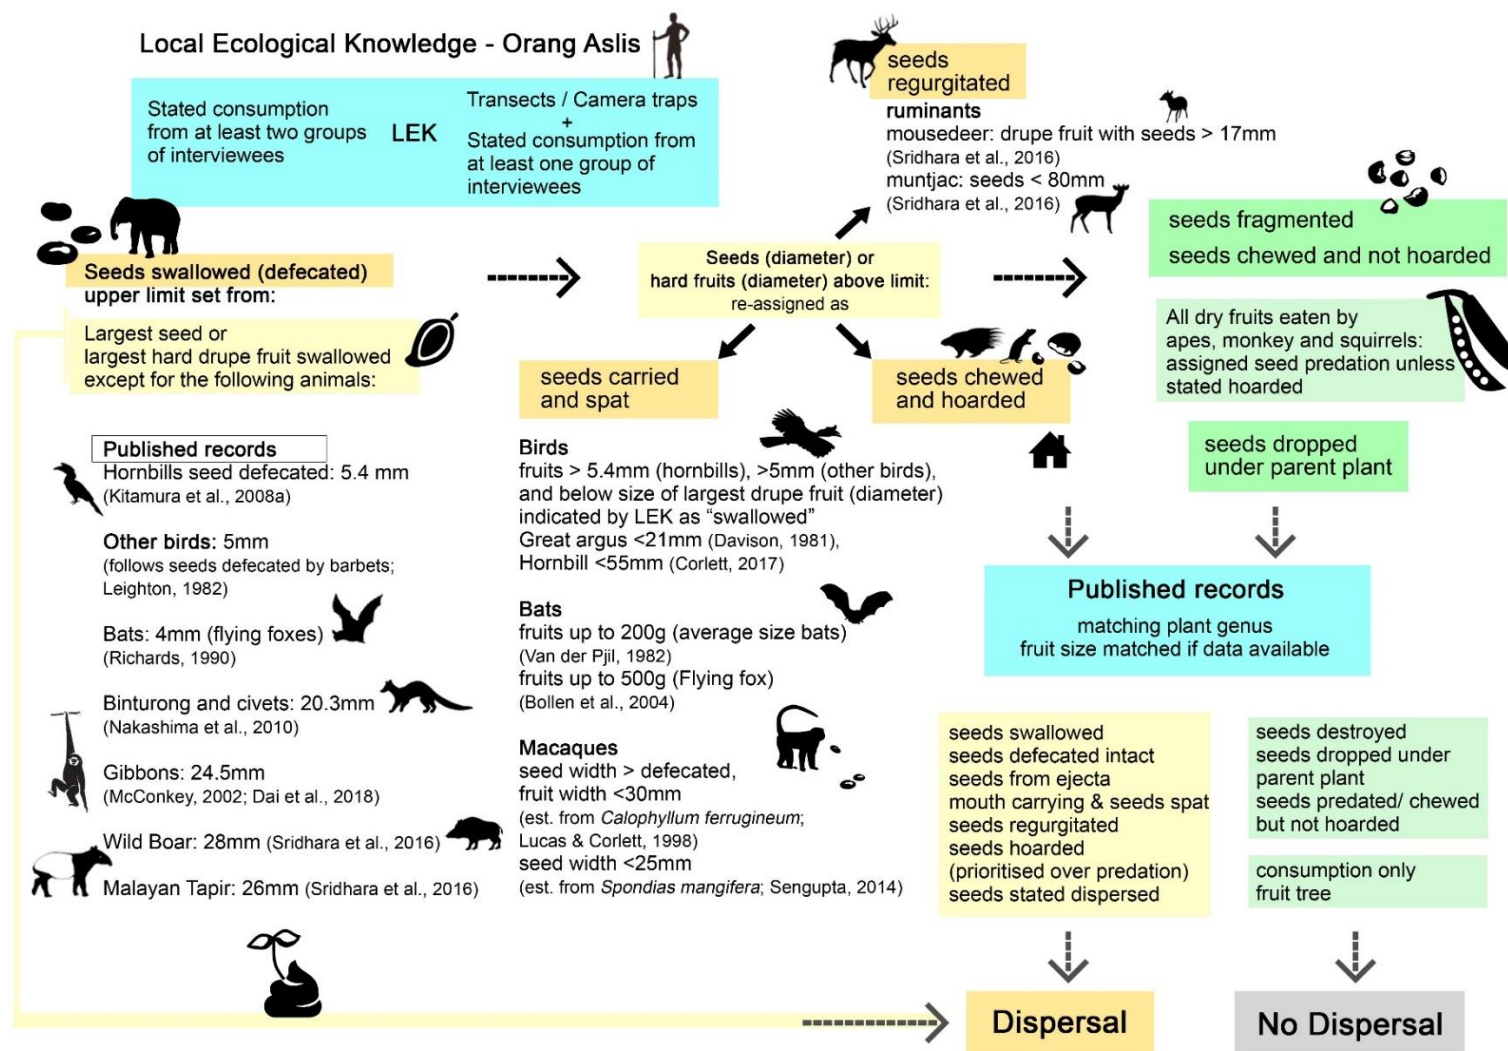 Local Ecological Knowledge - Orang Aslis
Stated consumption
from at least two groups
of interviewees
LEK
Transects / Camera traps
+
Stated consumption from
at least one group of
interviewees
seeds
regurgitated
ruminants
mousedeer: drupe fruit with seeds > 17mm
(Sridhara et al., 2016)
muntjac: seeds < 80mm
(Sridhara et al., 2016)
Seeds swallowed (defecated)
upper limit set from:
Largest seed or
largest hard drupe fruit swallowed
except for the following animals:
Seeds (diameter) or
hard fruits (diameter) above limit:
re-assigned as
seeds fragmented
seeds chewed and not hoarded
All dry fruits eaten by
apes, monkey and squirrels:
assigned seed predation unless
stated hoarded
seeds dropped
under parent plant
seeds carried
and spat
seeds chewed
and hoarded
Published records
Hornbills seed defecated: 5.4 mm
(Kitamura et al., 2008a)
Other birds: 5mm
(follows seeds defecated by barbets;
Leighton, 1982)
Bats: 4mm (flying foxes)
(Richards, 1990)
Binturong and civets: 20.3mm
(Nakashima et al., 2010)
Gibbons: 24.5mm
(McConkey, 2002; Dai et al., 2018)
Wild Boar: 28mm (Sridhara et al., 2016)
Malayan Tapir: 26mm (Sridhara et al., 2016)
Birds
fruits > 5.4mm (hornbills), >5mm (other birds),
and below size of largest drupe fruit (diameter)
indicated by LEK as “swallowed”
Great argus <21mm (Davison, 1981),
Hornbill <55mm (Corlett, 2017)
Bats
fruits up to 200g (average size bats)
(Van der Pjil, 1982)
fruits up to 500g (Flying fox)
(Bollen et al., 2004)
Macaques
seed width > defecated,
fruit width <30mm
(est. from Calophyllum ferrugineum;
Lucas & Corlett, 1998)
seed width <25mm
(est. from Spondias mangifera; Sengupta, 2014)
Published records
matching plant genus
fruit size matched if data available
seeds swallowed
seeds defecated intact
seeds from ejecta
mouth carrying & seeds spat
seeds regurgitated
seeds hoarded
(prioritised over predation)
seeds stated dispersed
seeds destroyed
seeds dropped under
parent plant
seeds predated/ chewed
but not hoarded
consumption only
fruit tree
Dispersal
No Dispersal